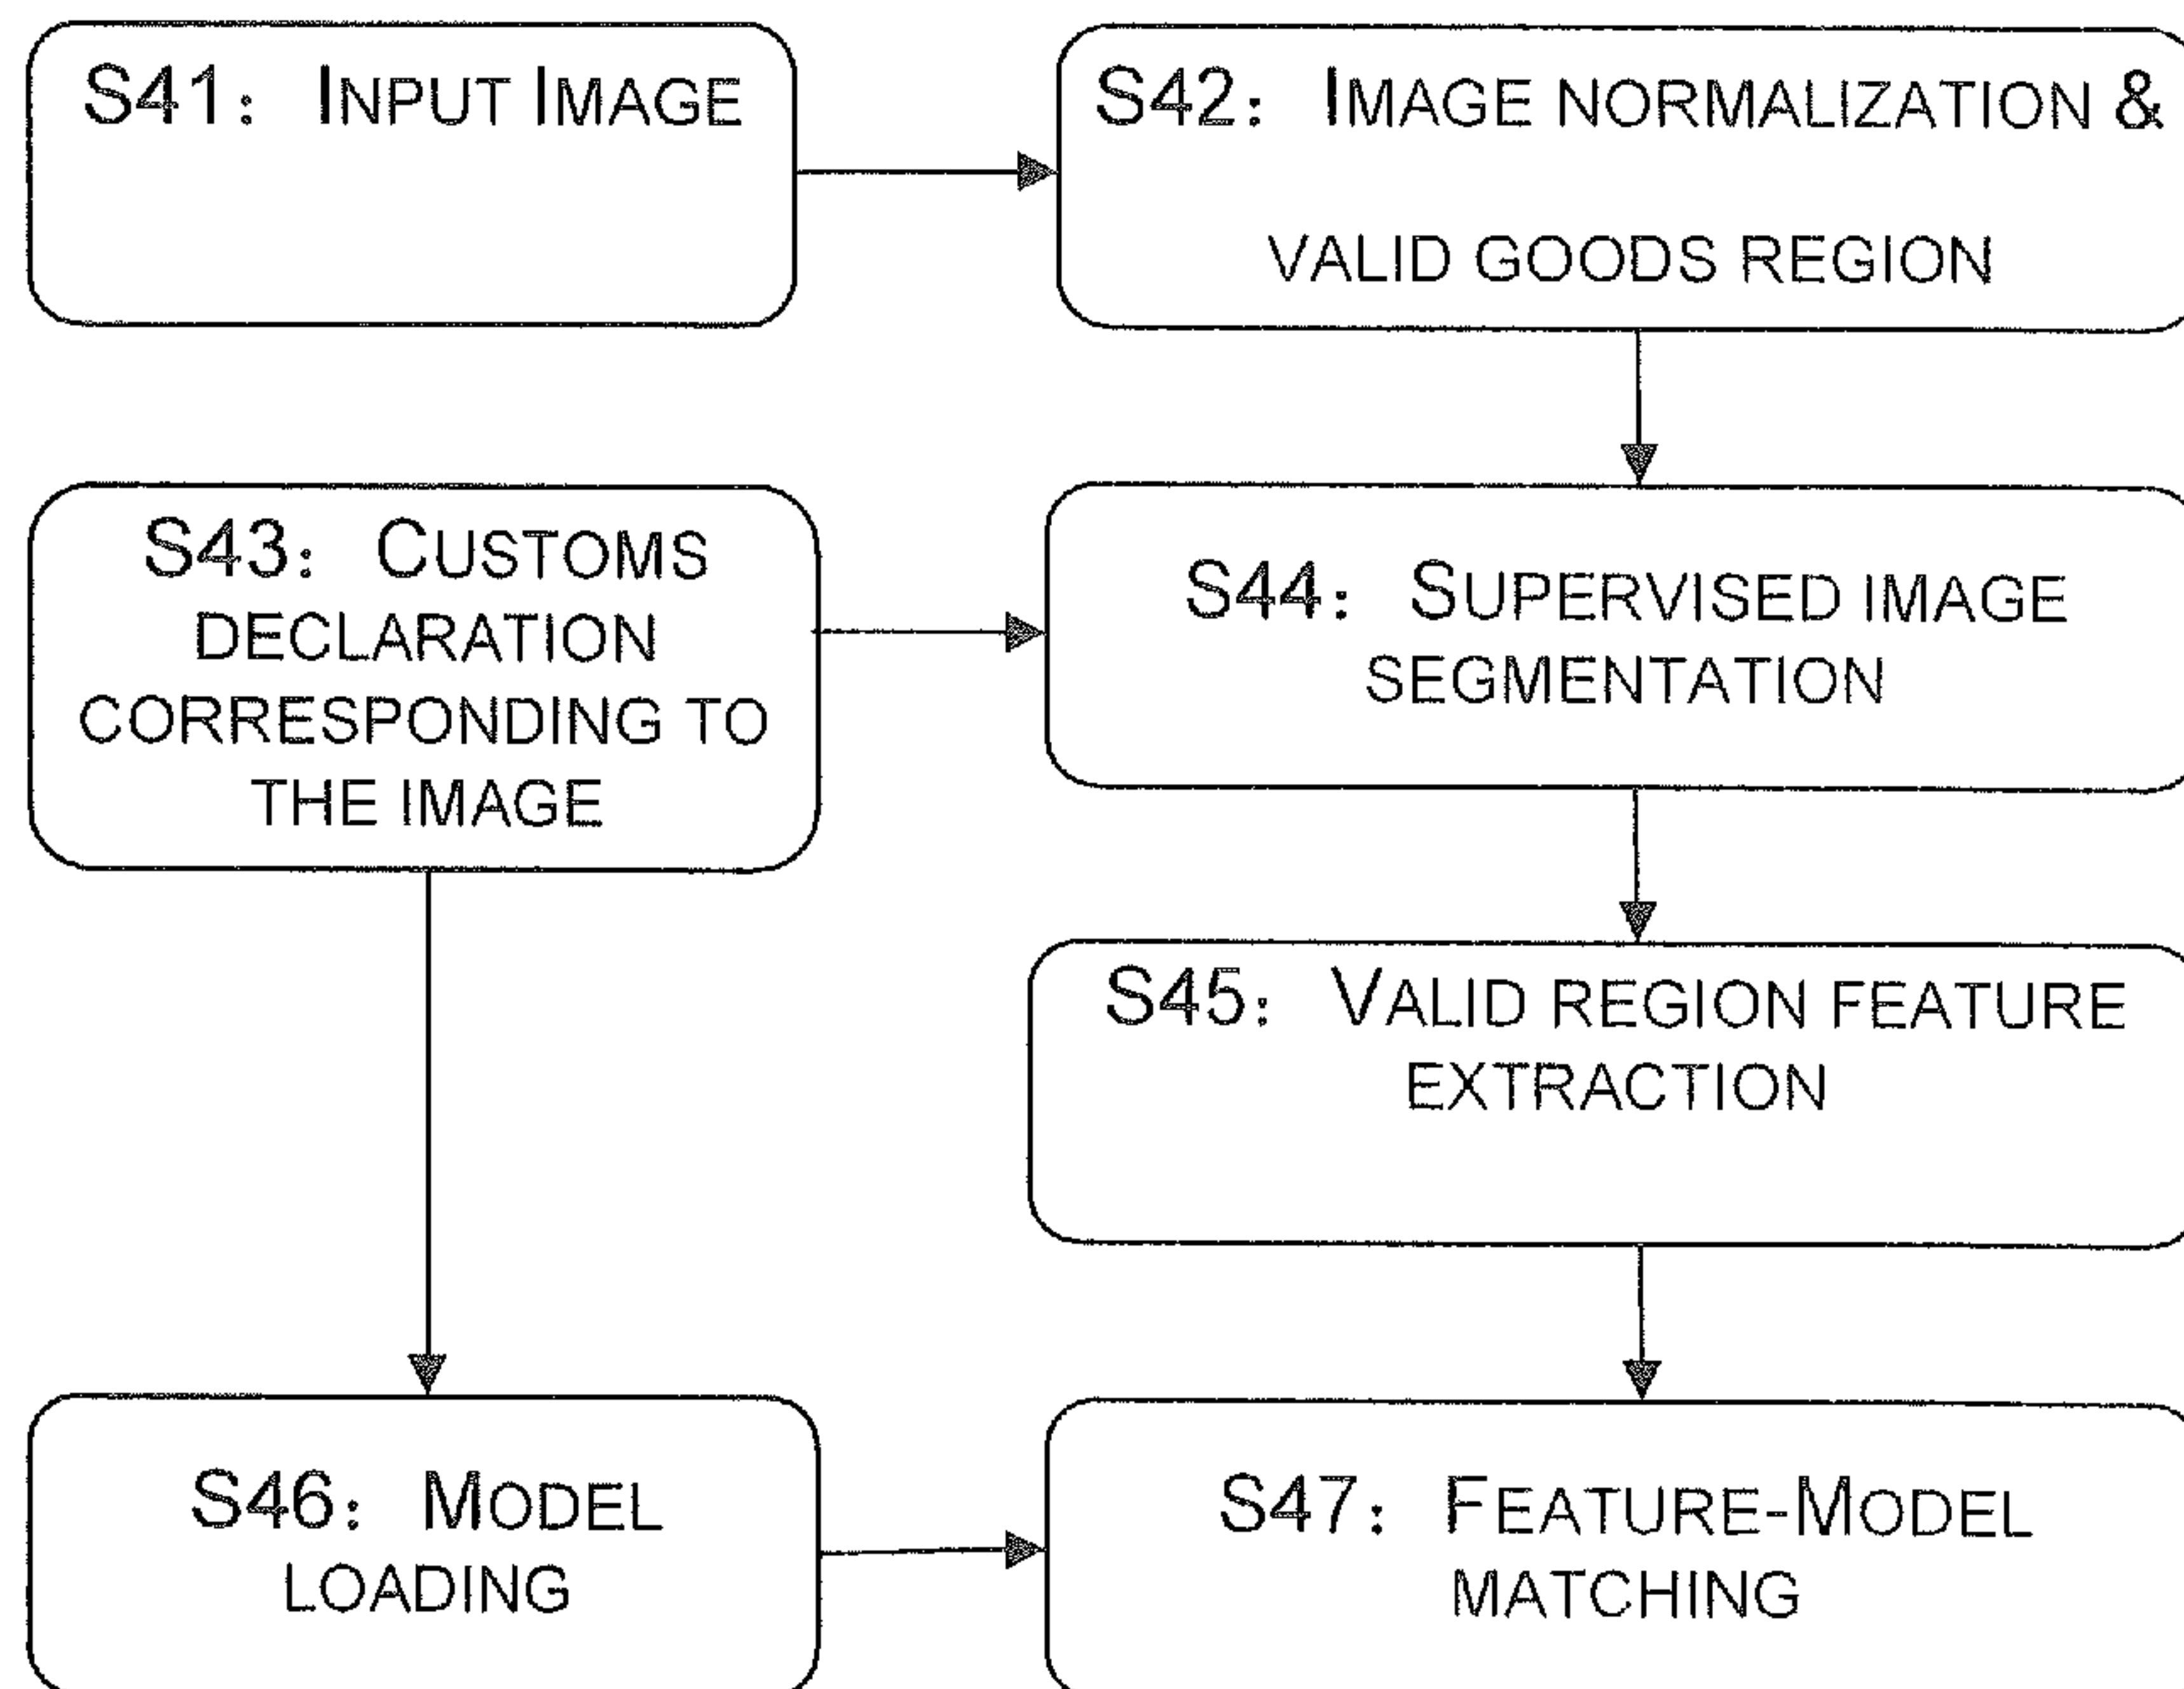 S41: INPUT IMAGE
S42: IMAGE NORMALIZATION &
VALID GOODS REGION
S43: CUSTOMS
DECLARATION
CORRESPONDING TO
THE IMAGE
S44: SUPERVISED IMAGE
SEGMENTATION
S45: VALID REGION FEATURE
EXTRACTION
S46: MODEL
LOADING
S47: FEATURE-MODEL
MATCHING